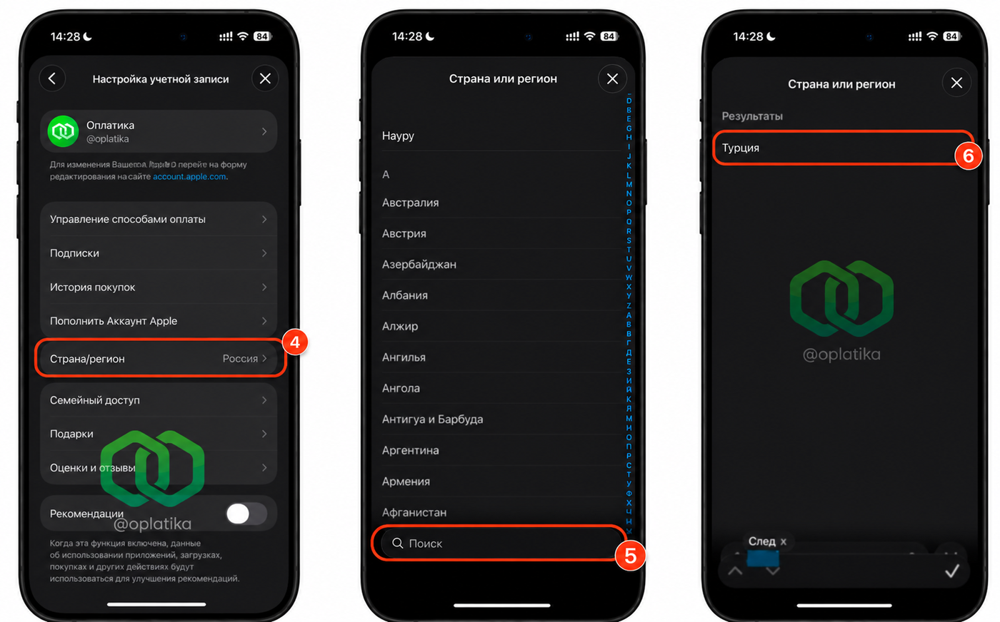 14:28
84
Настройка учетной записи
Оплатика
@oplatika
Для изменения перейте на форму
редактирования на сайте account.apple.com.
Управление способами оплаты
Подписки
История покупок
Пополнить Аккаунт Apple
Страна/регион
Россия
4
Семейный доступ
Подарки
Оценки и отзывы
Рекомендации
@oplatika
Когда эта функция включена, данные
об использовании приложений, загрузках,
покупках и других действиях будут
использоваться для улучшения рекомендаций.
14:28
84
Страна или регион
Науру
А
Австралия
Австрия
Азербайджан
Албания
Алжир
Ангилья
Ангола
Антигуа и Барбуда
Аргентина
Армения
Афганистан
Поиск
5
D
B
E
G
H
I
J
K
L
M
N
O
P
Q
R
S
T
U
V
W
X
Y
Z
А
Б
В
Г
Д
Е
З
И
Й
К
Я
М
Н
О
П
Р
С
Т
У
Ф
Х
14:28
84
Страна или регион
Результаты
Турция
6
@oplatika
След x